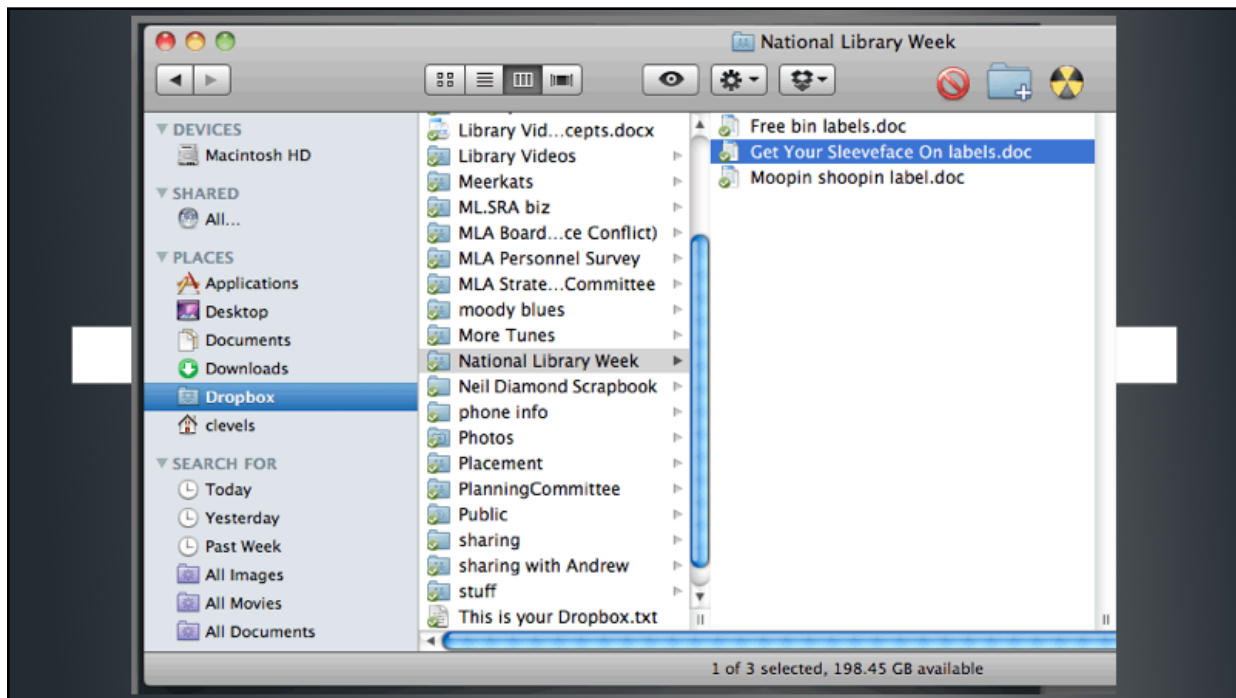 National Library Week
DEVICES
Macintosh HD
SHARED
All...
PLACES
Applications
Desktop
Documents
Downloads
Dropbox
clevels
SEARCH FOR
Today
Yesterday
Past Week
All Images
All Movies
All Documents
Library Vid...cepts.docx
Library Videos
Meerkats
ML.SRA biz
MLA Board...ce Conflict)
MLA Personnel Survey
MLA Strate...Committee
moody blues
More Tunes
National Library Week
Neil Diamond Scrapbook
phone info
Photos
Placement
PlanningCommittee
Public
sharing
sharing with Andrew
stuff
This is your Dropbox.txt
Free bin labels.doc
Get Your Sleeveface On labels.doc
Moopin shoopin label.doc
1 of 3 selected, 198.45 GB available